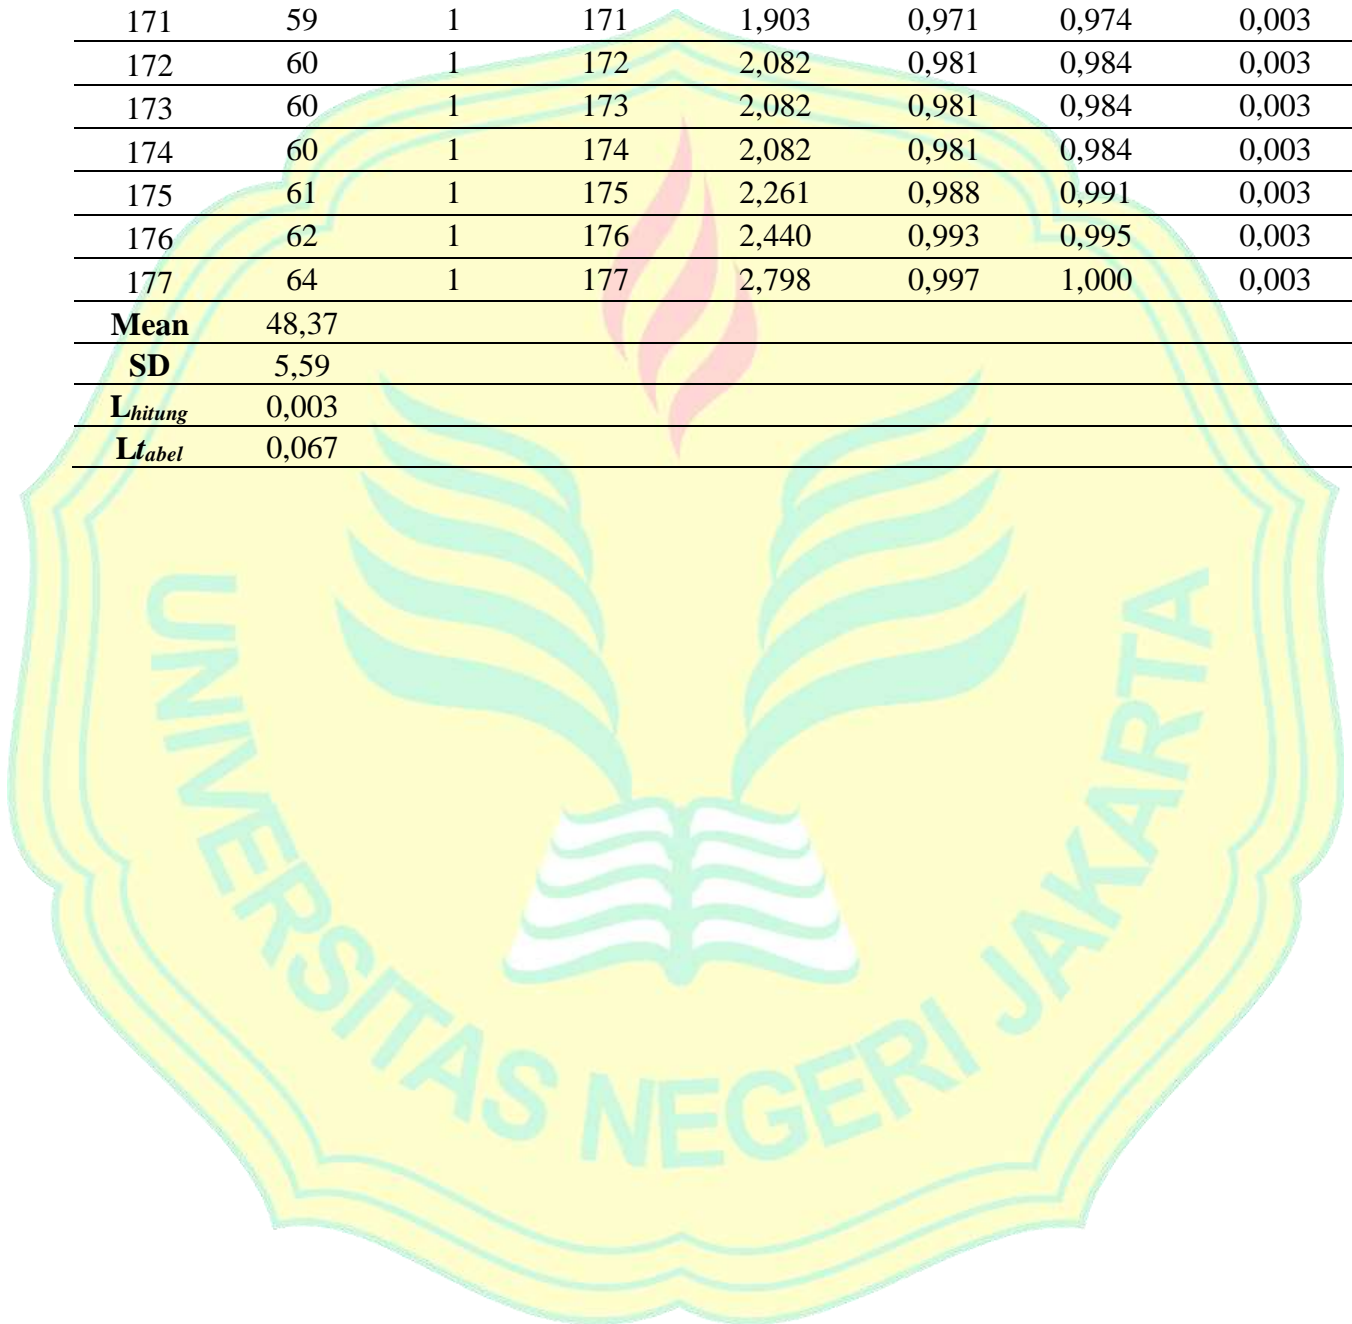 171 59 1 171 1,903 0,971 0,974 0,003
172 60 1 172 2,082 0,981 0,984 0,003
173 60 1 173 2,082 0,981 0,984 0,003
174 60 1 174 2,082 0,981 0,984 0,003
175 61 1 175 2,261 0,988 0,991 0,003
176 62 1 176 2,440 0,993 0,995 0,003
177 64 1 177 2,798 0,997 1,000 0,003
Mean 48,37
SD 5,59
Lhitung 0,003
Ltabel 0,067
UNIVERSITAS NEGERI JAKARTA